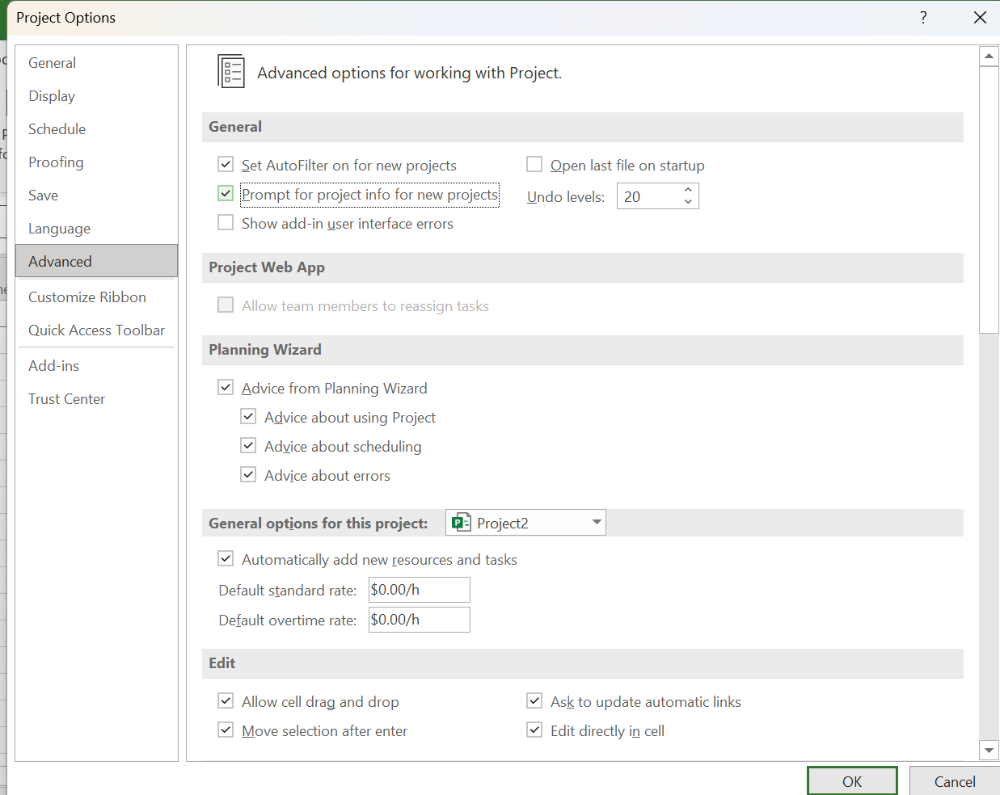 Project Options
?
General
Display
Schedule
Proofing
Save
Language
Advanced
Customize Ribbon
Quick Access Toolbar
Add-ins
Trust Center
Advanced options for working with Project.
General
Set AutoFilter on for new projects
Open last file on startup
Prompt for project info for new projects
Undo levels: 20
Show add-in user interface errors
Project Web App
Allow team members to reassign tasks
Planning Wizard
Advice from Planning Wizard
Advice about using Project
Advice about scheduling
Advice about errors
General options for this project: Project2
Automatically add new resources and tasks
Default standard rate: $0.00/h
Default overtime rate: $0.00/h
Edit
Allow cell drag and drop
Ask to update automatic links
Move selection after enter
Edit directly in cell
OK
Cancel